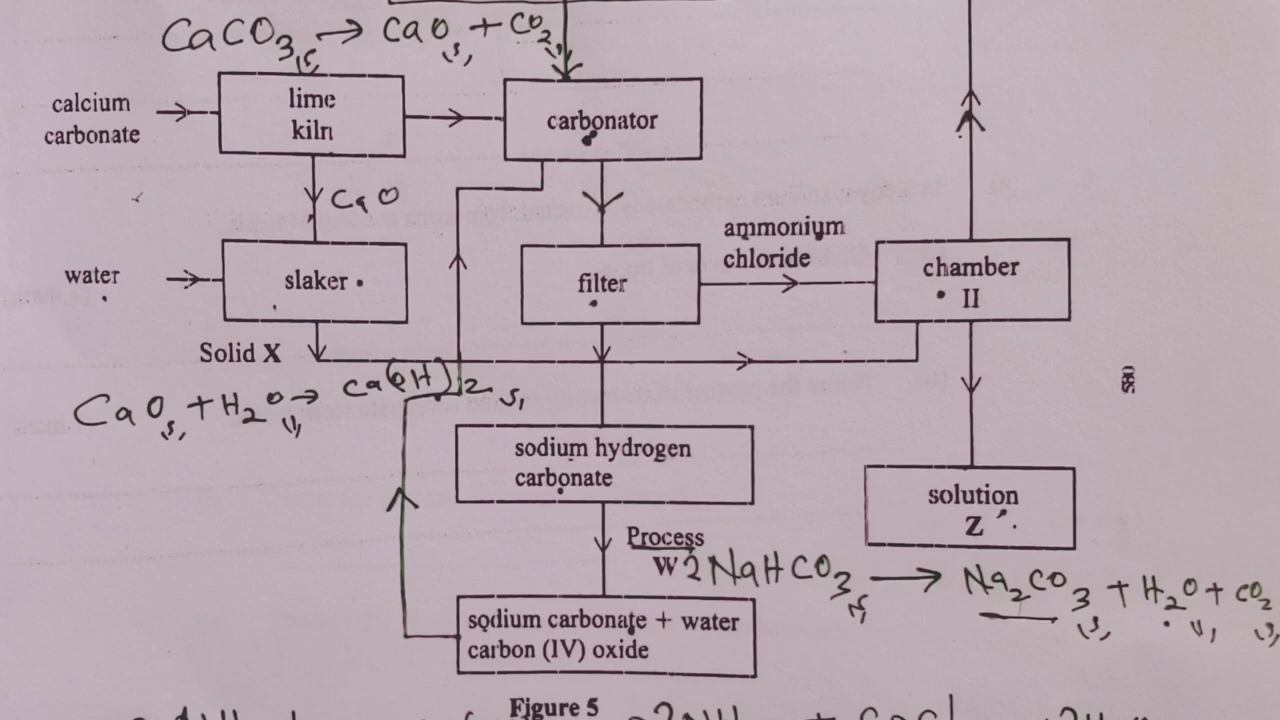 CaCO3(s) → CaO(s) + CO2(g)
calcium
carbonate
lime
kiln
carbonator
CaO
water
slaker
filter
ammonium
chloride
chamber
II
Solid X
CaO(s) + H2O(l) → Ca(OH)2(s)
sodium hydrogen
carbonate
solution
Z
Process
W
2NaHCO3(s) → Na2CO3(s) + H2O(l) + CO2(g)
sodium carbonate + water
carbon (IV) oxide
Figure 5